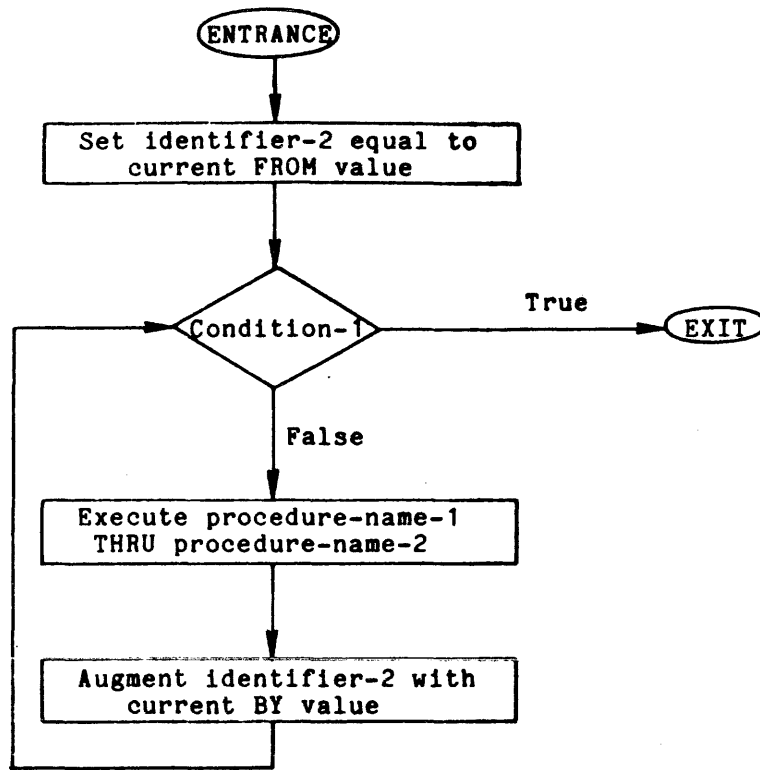 ENTRANCE
Set identifier-2 equal to
current FROM value
Condition-1
True
EXIT
False
Execute procedure-name-1
THRU procedure-name-2
Augment identifier-2 with
current BY value